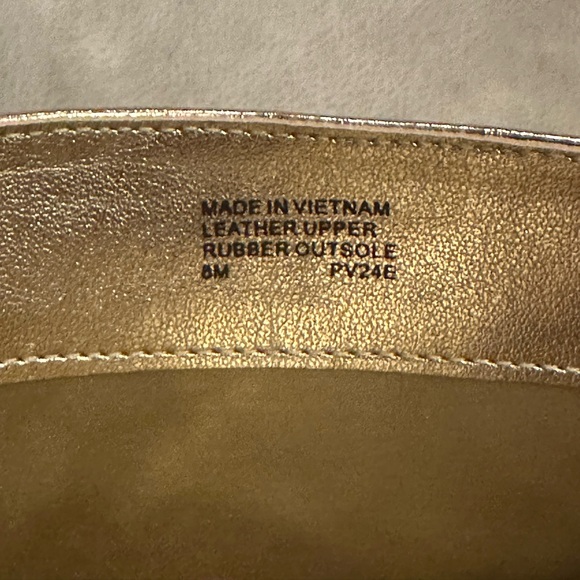 MADE IN VIETNAM
LEATHER UPPER
RUBBER OUTSOLE
8M PV24E